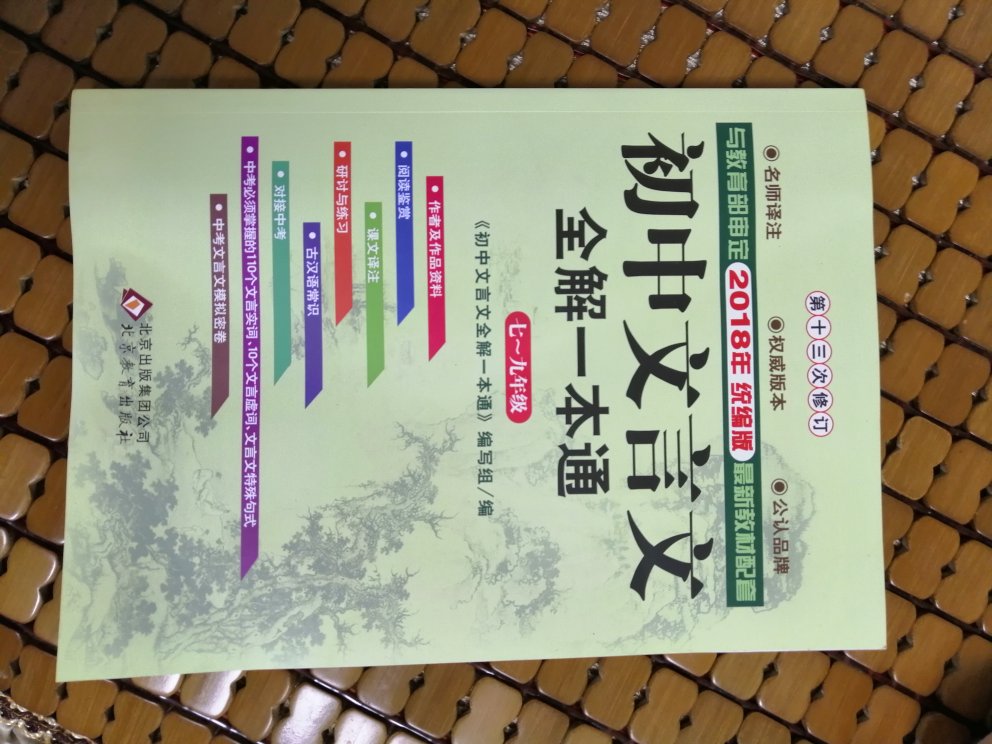 第十三次修订
名师译注 权威版本 公认品牌
与教育部审定2018年 统编版最新教材配套
初中文言文
全解一本通
七~九年级
《初中文言文全解一本通》编写组/编
作者及作品资料
阅读鉴赏
课文译注
研讨与练习
古汉语常识
对接中考
中考必须掌握的110个文言实词、10个文言虚词、文言文特殊句式
中考文言文模拟密卷
北京出版集团公司
北京教育出版社